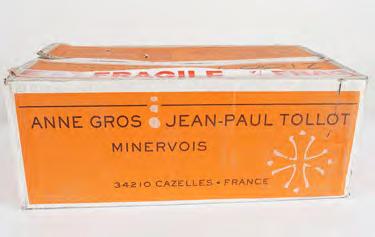 FRAGILE
ANNE GROS JEAN-PAUL TOLLOT
MINERVOIS
34210 CAZELLES • FRANCE